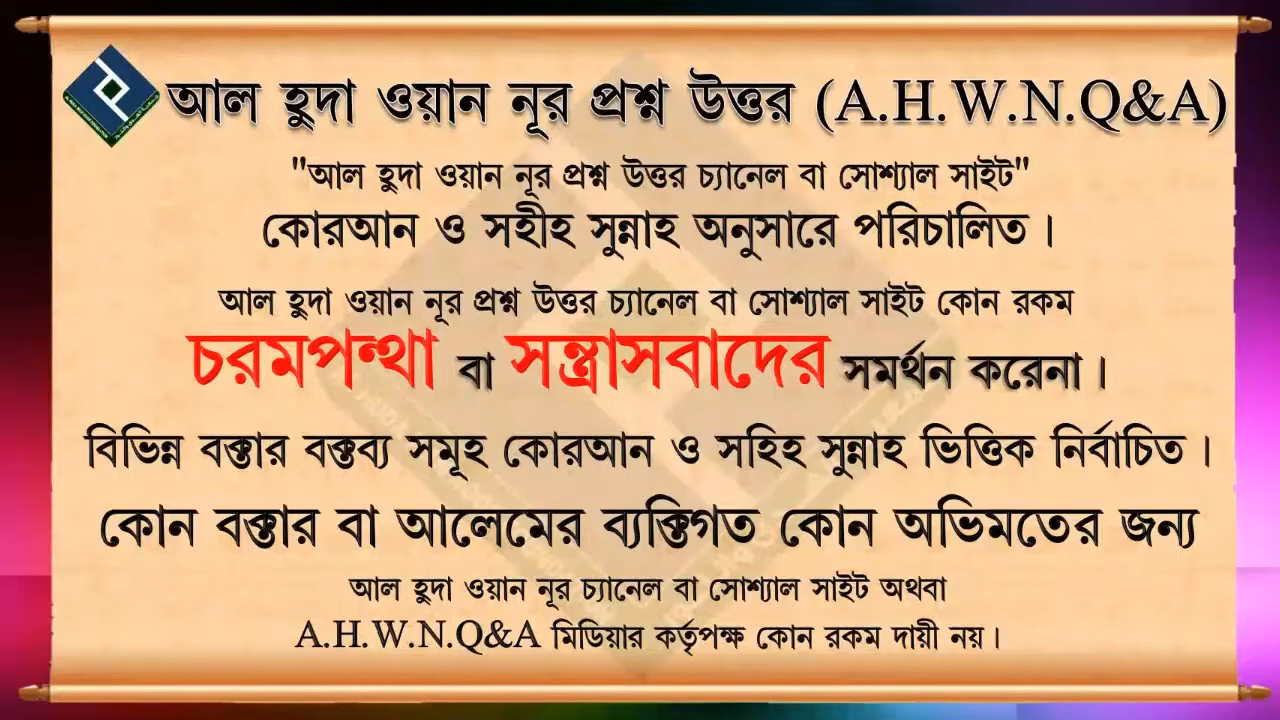 আল হুদা ওয়ান নূর প্রশ্ন উত্তর (A.H.W.N.Q&A)
"আল হুদা ওয়ান নূর প্রশ্ন উত্তর চ্যানেল বা সোশ্যাল সাইট"
কোরআন ও সহীহ সুন্নাহ অনুসারে পরিচালিত।
আল হুদা ওয়ান নূর প্রশ্ন উত্তর চ্যানেল বা সোশ্যাল সাইট কোন রকম
চরমপন্থা বা সন্ত্রাসবাদের সমর্থন করেনা।
বিভিন্ন বক্তার বক্তব্য সমূহ কোরআন ও সহিহ সুন্নাহ ভিত্তিক নির্বাচিত।
কোন বক্তার বা আলেমের ব্যক্তিগত কোন অভিমতের জন্য
আল হুদা ওয়ান নূর চ্যানেল বা সোশ্যাল সাইট অথবা
A.H.W.N.Q&A মিডিয়ার কর্তৃপক্ষ কোন রকম দায়ী নয়।